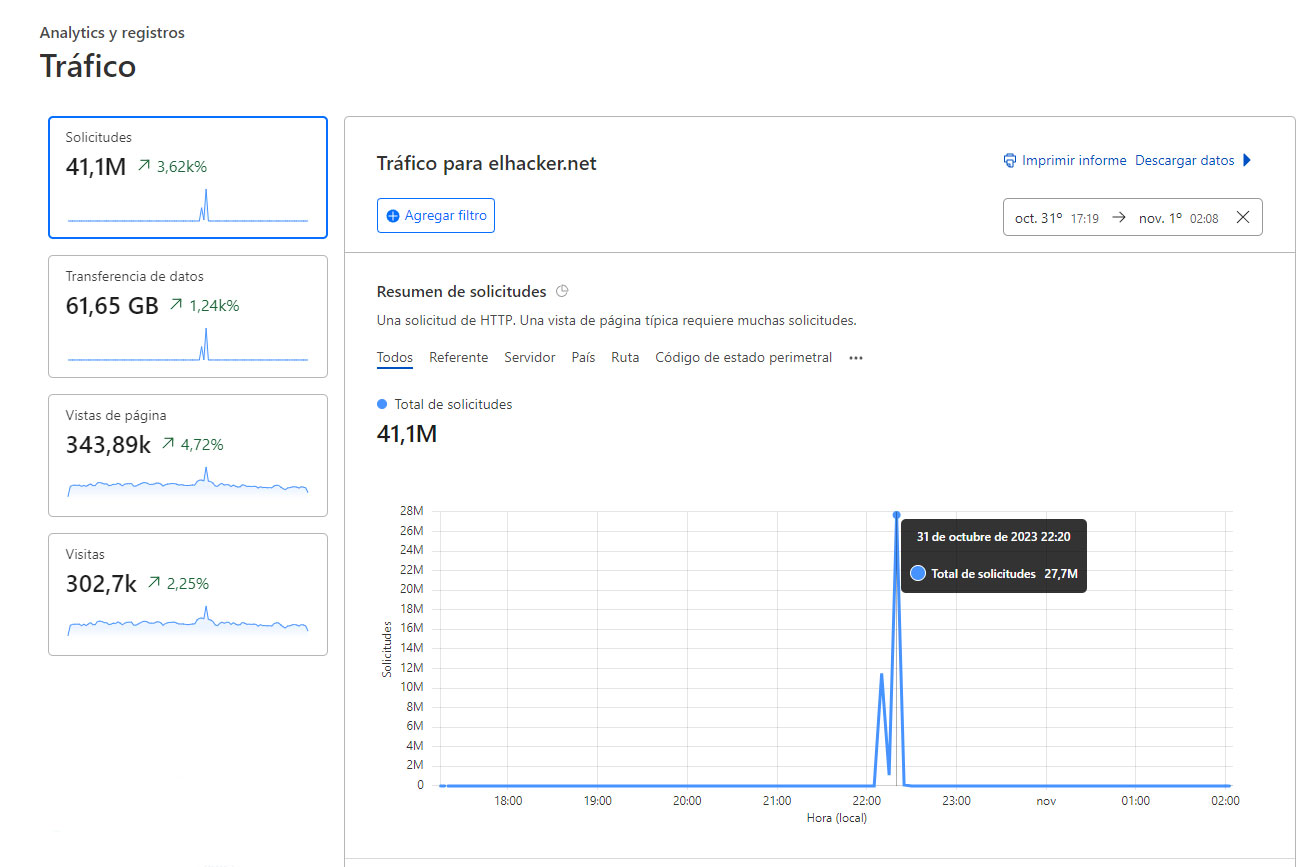 Analytics y registros
Tráfico
Solicitudes
41,1M 3,62k%
Transferencia de datos
61,65 GB 1,24k%
Vistas de página
343,89k 4,72%
Visitas
302,7k 2,25%
Tráfico para elhacker.net
Imprimir informe Descargar datos
Agregar filtro
oct. 31º 17:19 → nov. 1º 02:08
Resumen de solicitudes
Una solicitud de HTTP. Una vista de página típica requiere muchas solicitudes.
Todos Referente Servidor País Ruta Código de estado perimetral •••
Total de solicitudes
41,1M
28M
26M
24M
22M
20M
18M
16M
14M
12M
10M
8M
6M
4M
2M
0
Solicitudes
31 de octubre de 2023 22:20
Total de solicitudes 27,7M
18:00 19:00 20:00 21:00 22:00 23:00 nov 01:00 02:00
Hora (local)